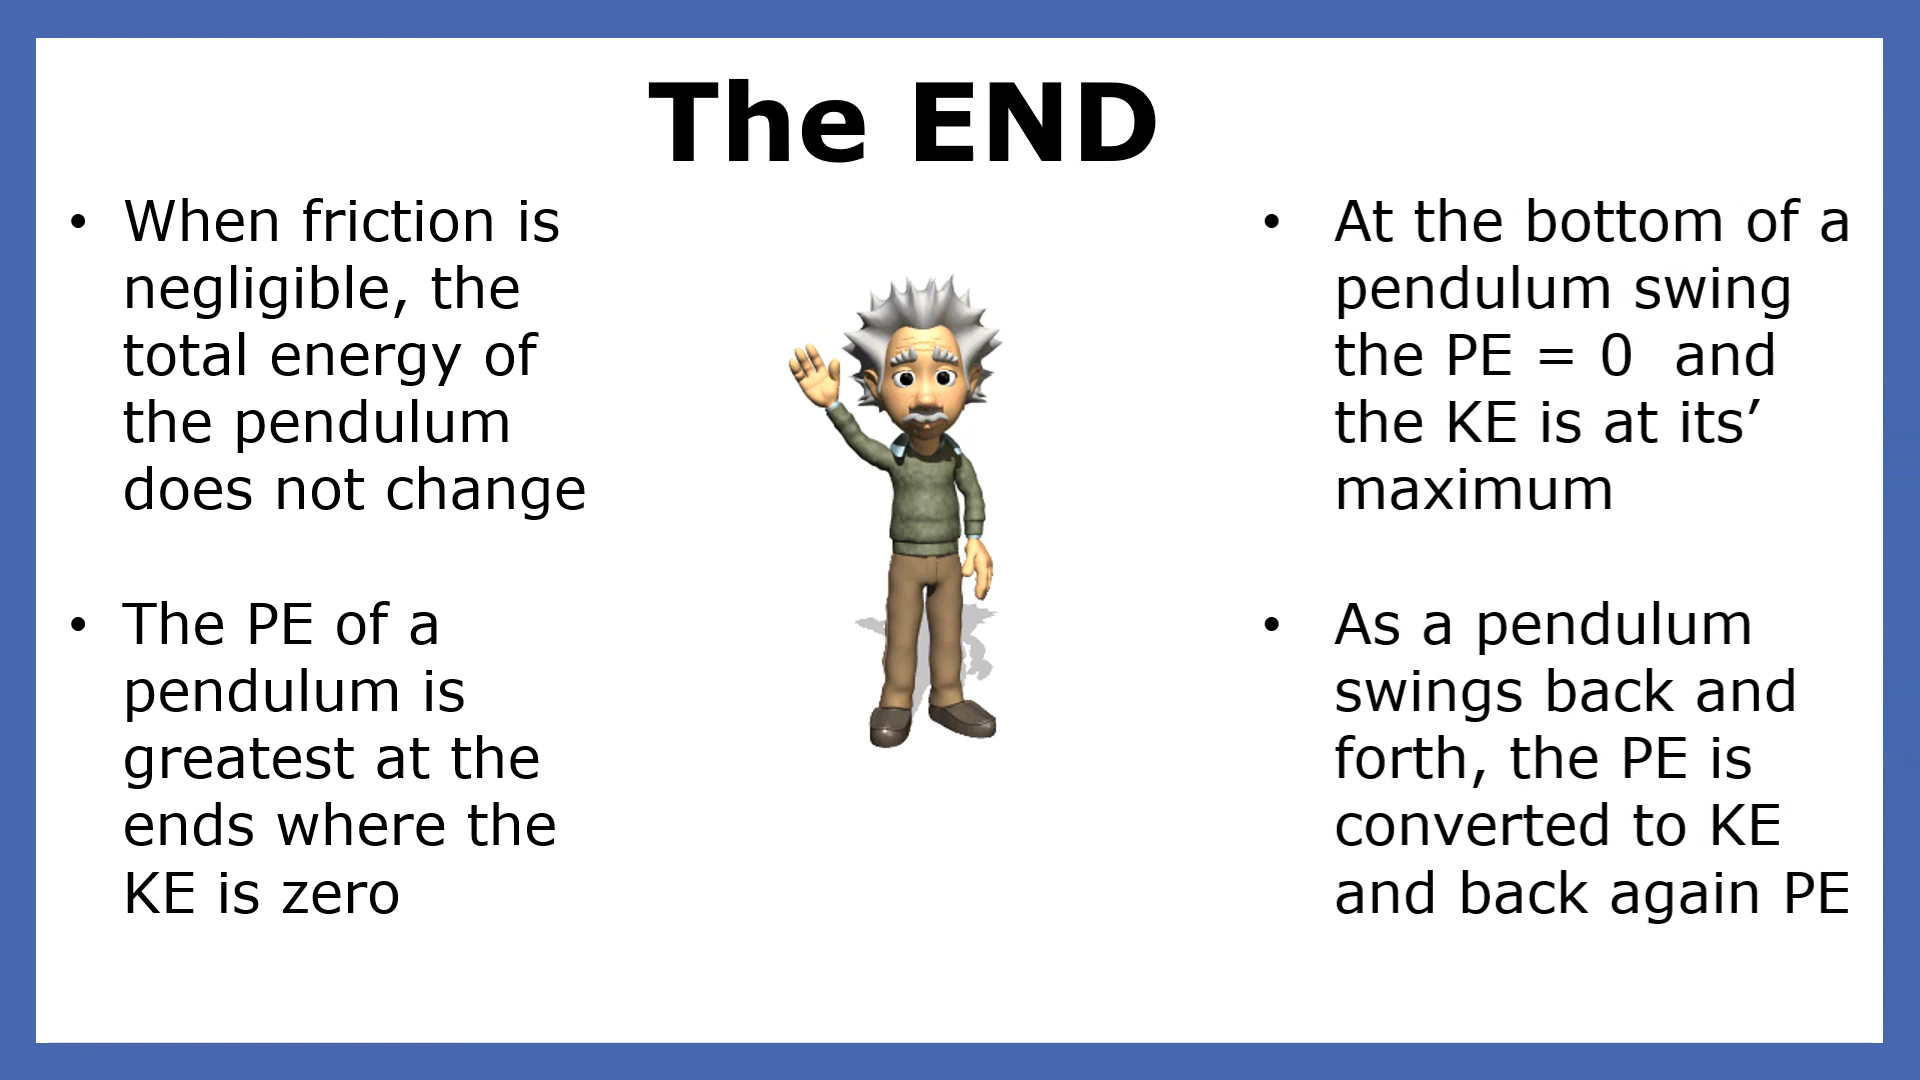 The END
• When friction is
negligible, the
total energy of
the pendulum
does not change
• The PE of a
pendulum is
greatest at the
ends where the
KE is zero
• At the bottom of a
pendulum swing
the PE = 0  and
the KE is at its’
maximum
• As a pendulum
swings back and
forth, the PE is
converted to KE
and back again PE